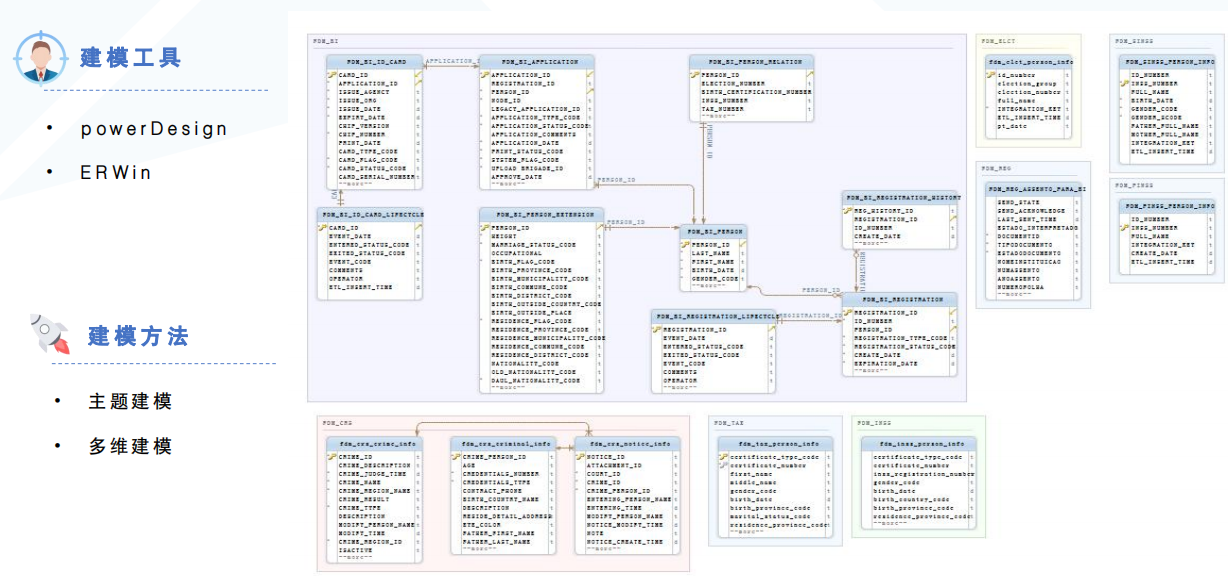 建模工具
powerDesign
ERWin
建模方法
主题建模
多维建模
FDM_BI
FDM_BI_ID_CARD
CARD_ID
APPLICATION_ID
ISSUE_AGENCY
ISSUE_ORG
ISSUE_DATE
EXPIRY_DATE
CHIP_VERSION
CHIP_NUMBER
PRINT_DATE
CARD_TYPE_CODE
CARD_FLAG_CODE
CARD_STATUS_CODE
CARD_SERIAL_NUMBER
FDM_BI_APPLICATION
APPLICATION_ID
REGISTRATION_ID
PERSON_ID
NODE_ID
LEGACY_APPLICATION_ID
APPLICATION_TYPE_CODE
APPLICATION_STATUS_CODE
APPLICATION_COMMENTS
APPLICATION_DATE
PRINT_STATUS_CODE
SYSTEM_FLAG_CODE
UPLOAD_BRIGADE_ID
APPROVE_DATE
FDM_BI_PERSON_RELATION
PERSON_ID
ELECTION_NUMBER
BIRTH_CERTIFICATION_NUMBER
INSS_NUMBER
TAX_NUMBER
PERSON_ID
PERSON_ID
FDM_BI_ID_CARD_LIFECYCLE
CARD_ID
EVENT_DATE
ENTERED_STATUS_CODE
EXITED_STATUS_CODE
EVENT_CODE
COMMENTS
OPERATOR
ETL_INSERT_TIME
FDM_BI_PERSON_EXTENSION
PERSON_ID
HEIGHT
MARRIAGE_STATUS_CODE
OCCUPATIONAL
BIRTH_FLAG_CODE
BIRTH_PROVINCE_CODE
BIRTH_MUNICIPALITY_CODE
BIRTH_COMMUNE_CODE
BIRTH_DISTRICT_CODE
BIRTH_OUTSIDE_COUNTRY_CODE
BIRTH_OUTSIDE_PLACE
RESIDENCE_FLAG_CODE
RESIDENCE_PROVINCE_CODE
RESIDENCE_MUNICIPALITY_CODE
RESIDENCE_COMMUNE_CODE
RESIDENCE_DISTRICT_CODE
NATIONALITY_CODE
OLD_NATIONALITY_CODE
DAUL_NATIONALITY_CODE
PERSON_ID
FDM_BI_PERSON
PERSON_ID
LAST_NAME
FIRST_NAME
BIRTH_DATE
GENDER_CODE
FDM_BI_REGISTRATION_HISTORY
REG_HISTORY_ID
REGISTRATION_ID
ID_NUMBER
CREATE_DATE
PERSON_ID
FDM_BI_REGISTRATION
REGISTRATION_ID
ID_NUMBER
PERSON_ID
REGISTRATION_TYPE_CODE
REGISTRATION_STATUS_CODE
CREATE_DATE
EXPIRATION_DATE
FDM_BI_REGISTRATION_LIFECYCLE
REGISTRATION_ID
EVENT_DATE
ENTERED_STATUS_CODE
EXITED_STATUS_CODE
EVENT_CODE
COMMENTS
OPERATOR
REGISTRATION_ID
FDM_ELCT
fdm_elct_person_info
id_number
election_group
election_number
full_name
INTEGRATION_KEY
ETL_INSERT_TIME
pt_date
FDM_SINSS
FDM_SINSS_PERSON_INFO
ID_NUMBER
INSS_NUMBER
FULL_NAME
BIRTH_DATE
GENDER_CODE
GENDER_SCODE
FATHER_FULL_NAME
MOTHER_FULL_NAME
INTEGRATION_KEY
ETL_INSERT_TIME
FDM_REG
FDM_REG_ASSENTO_PARA_BI
SEND_STATE
SEND_ACKNOWLEDGE
LAST_SENT_TIME
ESTADO_INTERPRETADO
DOCUMENTID
TIPODOCUMENTO
ESTADODOCUMENTO
NOMEINSTITUICAO
NUMASSENTO
ANOASSENTO
NUMEROFOLHA
FDM_FINSS
FDM_FINSS_PERSON_INFO
ID_NUMBER
INSS_NUMBER
FULL_NAME
INTEGRATION_KEY
CREATE_DATE
ETL_INSERT_TIME
FDM_CRS
fdm_crs_crime_info
CRIME_ID
CRIME_DESCRIPTION
CRIME_JUDGE_TIME
CRIME_NAME
CRIME_REGION_NAME
CRIME_RESULT
CRIME_TYPE
DESCRIPTION
MODIFY_PERSON_NAME
MODIFY_TIME
CRIME_REGION_ID
ISACTIVE
fdm_crs_criminal_info
CRIME_PERSON_ID
AGE
CREDENTIALS_NUMBER
CREDENTIALS_TYPE
CONTRACT_PHONE
BIRTH_COUNTRY_NAME
DESCRIPTION
RESIDE_DETAIL_ADDRESS
EYE_COLOR
FATHER_FIRST_NAME
FATHER_LAST_NAME
fdm_crs_notice_info
NOTICE_ID
ATTACHMENT_ID
COURT_ID
CRIME_ID
CRIME_PERSON_ID
ENTERING_PERSON_NAME
ENTERING_TIME
MODIFY_PERSON_NAME
NOTICE_MODIFY_TIME
NOTE
NOTICE_CREATE_TIME
FDM_TAX
fdm_tax_person_info
certificate_type_code
certificate_number
first_name
middle_name
gender_code
birth_date
birth_province_code
marital_status_code
residence_province_code
FDM_INSS
fdm_inss_person_info
certificate_type_code
certificate_number
inss_registration_number
gender_code
birth_date
birth_country_code
birth_province_code
residence_province_code